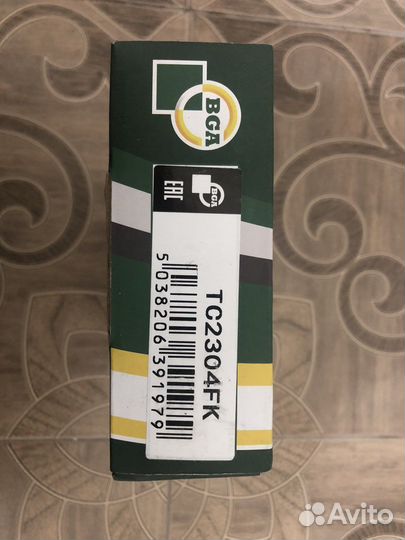 BGA
EAC
BGA
TC2304FK
5 038206 391979
Avito